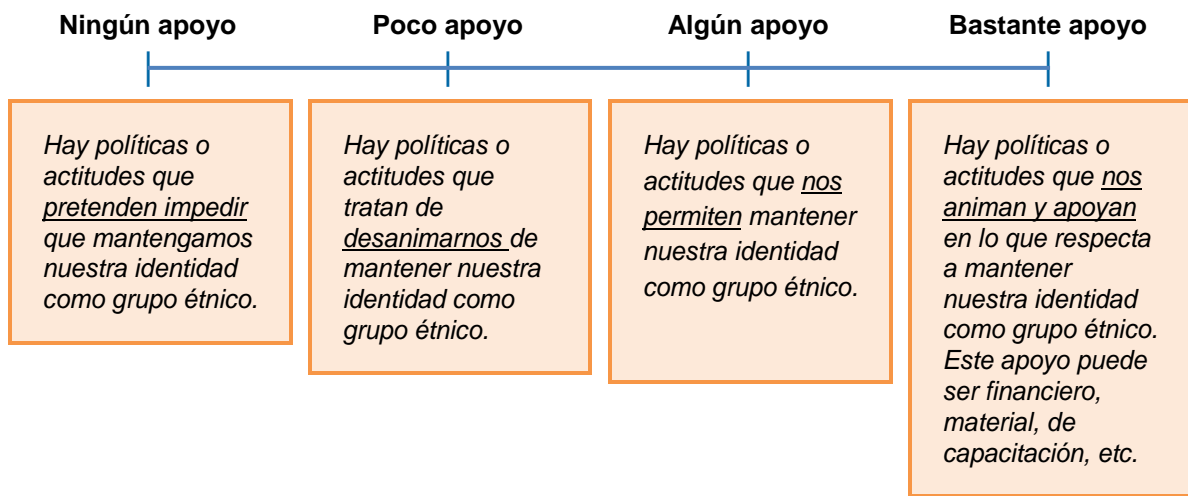 Ningún apoyo
Poco apoyo
Algún apoyo
Bastante apoyo
Hay políticas o
actitudes que
pretenden impedir
que mantengamos
nuestra identidad
como grupo étnico.
Hay políticas o
actitudes que
tratan de
desanimarnos de
mantener nuestra
identidad como
grupo étnico.
Hay políticas o
actitudes que nos
permiten mantener
nuestra identidad
como grupo étnico.
Hay políticas o
actitudes que nos
animan y apoyan
en lo que respecta
a mantener
nuestra identidad
como grupo étnico.
Este apoyo puede
ser financiero,
material, de
capacitación, etc.